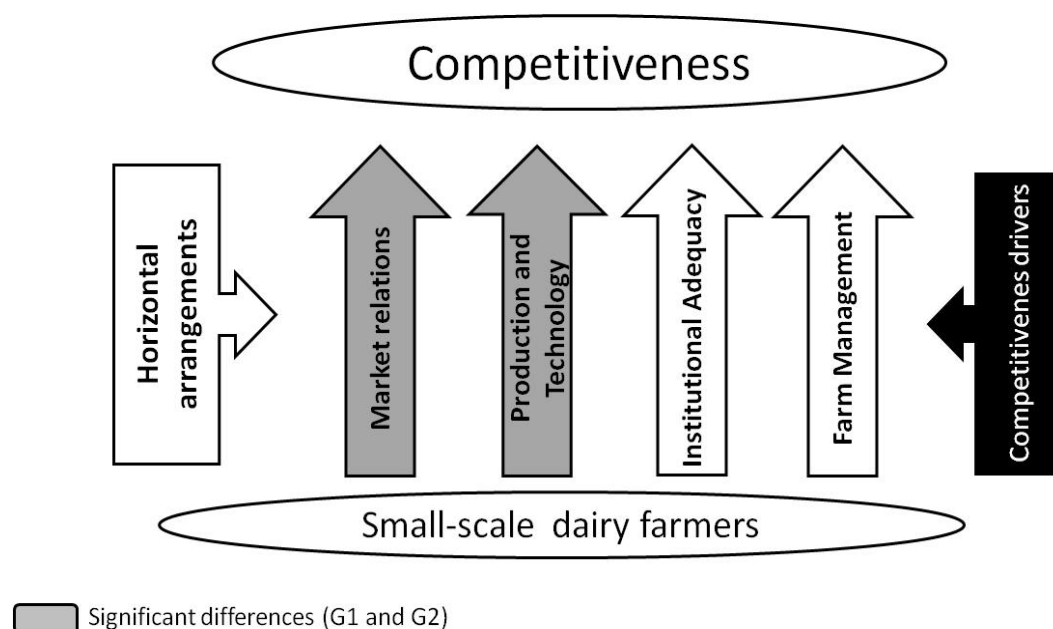 Competitiveness
Horizontal
arrangements
Market relations
Production and
Technology
Institutional Adequacy
Farm Management
Competitivenes drivers
Small-scale dairy farmers
Significant differences (G1 and G2)